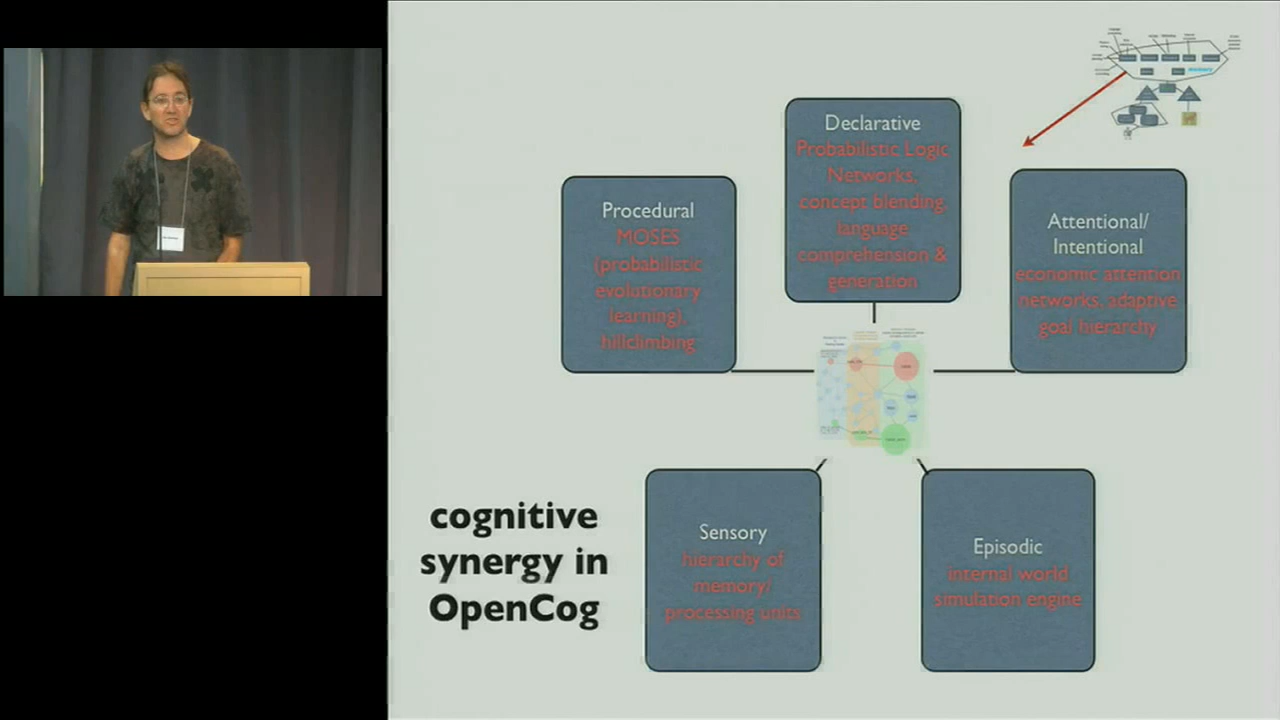 Declarative
Probabilistic Logic
Networks,
concept blending,
language
comprehension &
generation
Procedural
MOSES
(probabilistic
evolutionary
learning),
hillclimbing
Attentional/
Intentional
economic attention
networks, adaptive
goal hierarchy
cognitive
synergy in
OpenCog
Sensory
hierarchy of
memory/
processing units
Episodic
internal world
simulation engine